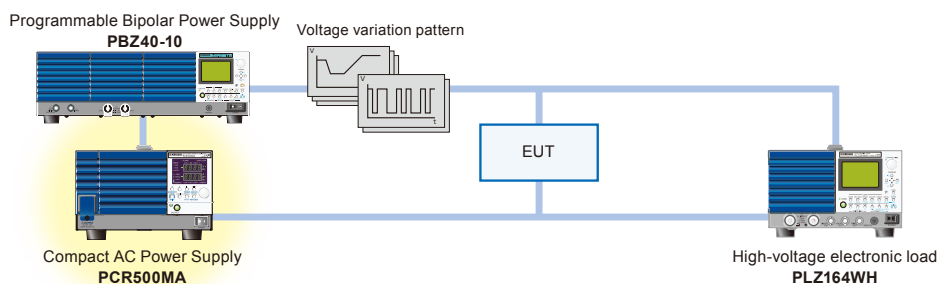 Programmable Bipolar Power Supply
PBZ40-10
Voltage variation pattern
V
V
t
EUT
Compact AC Power Supply
PCR500MA
High-voltage electronic load
PLZ164WH